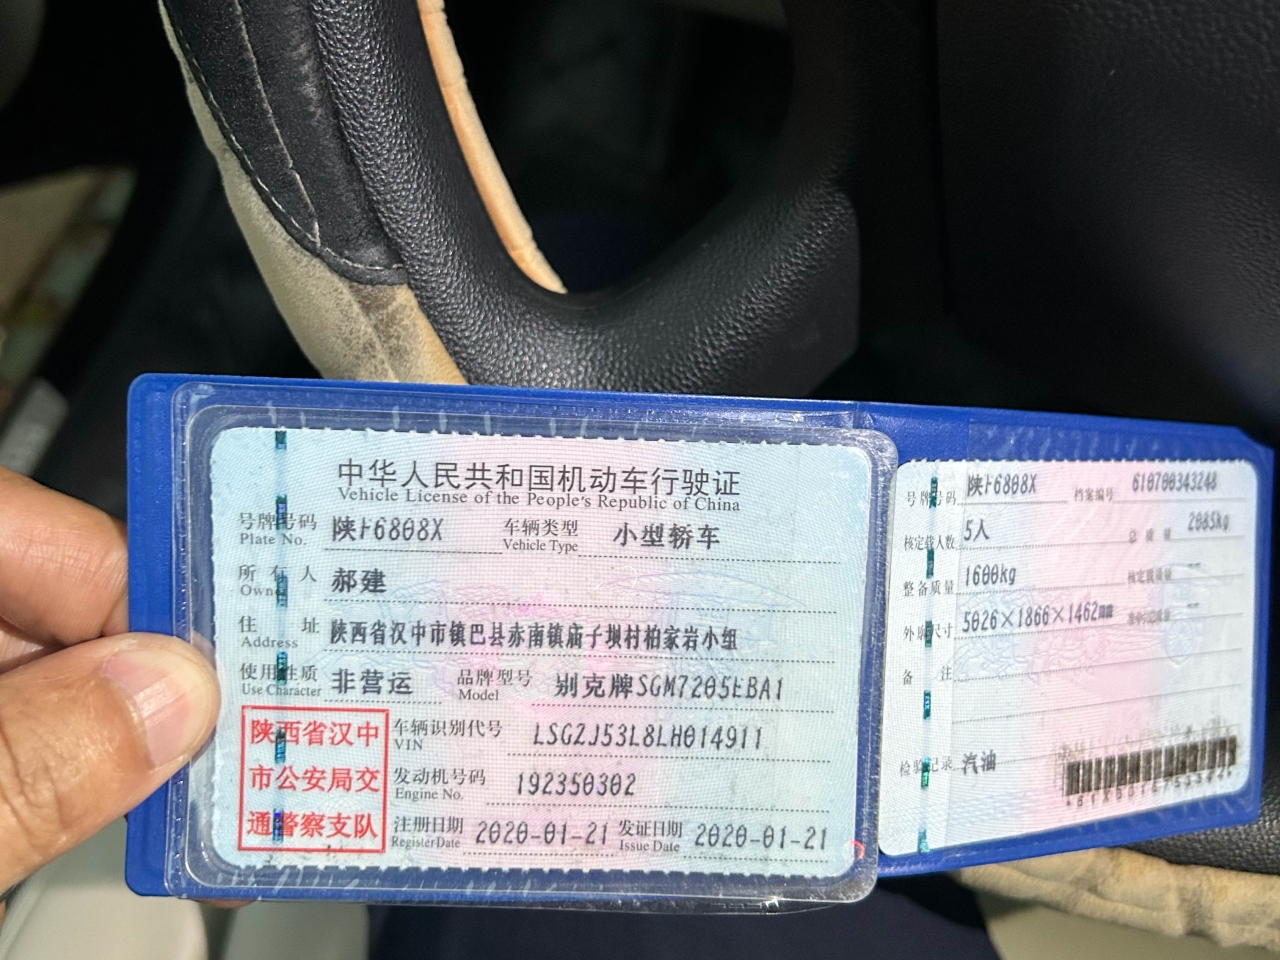 中华人民共和国机动车行驶证
Vehicle License of the People's Republic of China
号牌号码 陕F6808X 车辆类型 小型轿车
Plate No. Vehicle Type
所有人 郝建
Owner
住址 陕西省汉中市镇巴县赤南镇庙子坝村柏家岩小组
Address
使用性质 非营运 品牌型号 别克牌SGM7205EBA1
Use Character Model
陕西省汉中
市公安局交
通警察支队
车辆识别代号 LSGZJ53L8LH014911
VIN
发动机号码 192350302
Engine No.
注册日期 2020-01-21 发证日期 2020-01-21
Register Date Issue Date
号牌号码 陕F6808X 档案编号 610700343248
核定载人数 5人 总质量 2085kg
整备质量 1600kg 核定载质量 --
外廓尺寸 5026×1866×1462mm 准牵引总质量 --
备注
检验记录 汽油